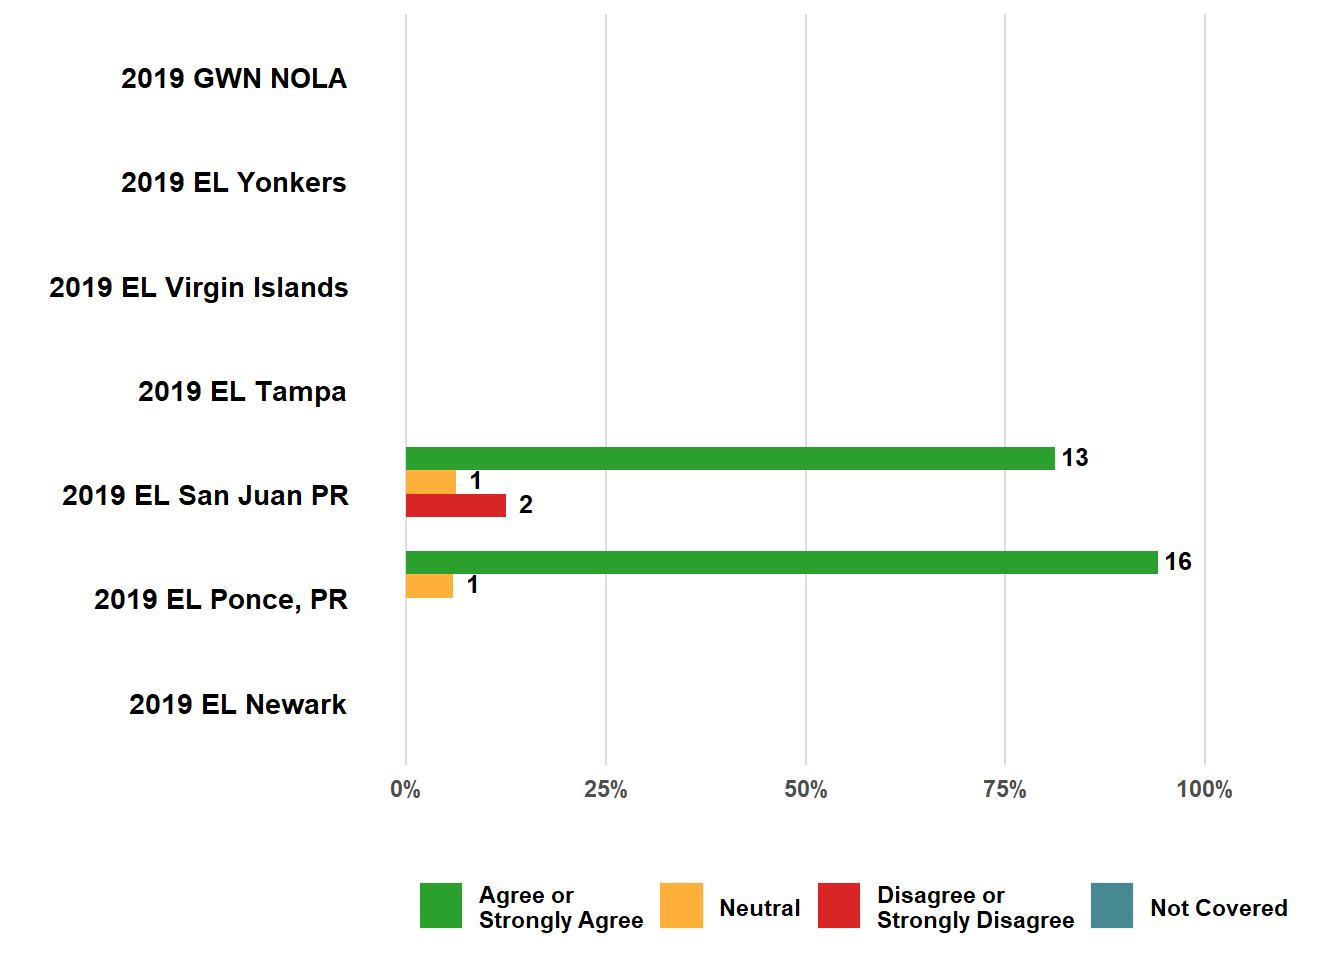 2019 GWN NOLA
2019 EL Yonkers
2019 EL Virgin Islands
2019 EL Tampa
13
1
2019 EL San Juan PR
2
16
1
2019 EL Ponce, PR
2019 EL Newark
0% 25% 50% 75% 100%
Agree or
Strongly Agree
Neutral
Disagree or
Strongly Disagree
Not Covered